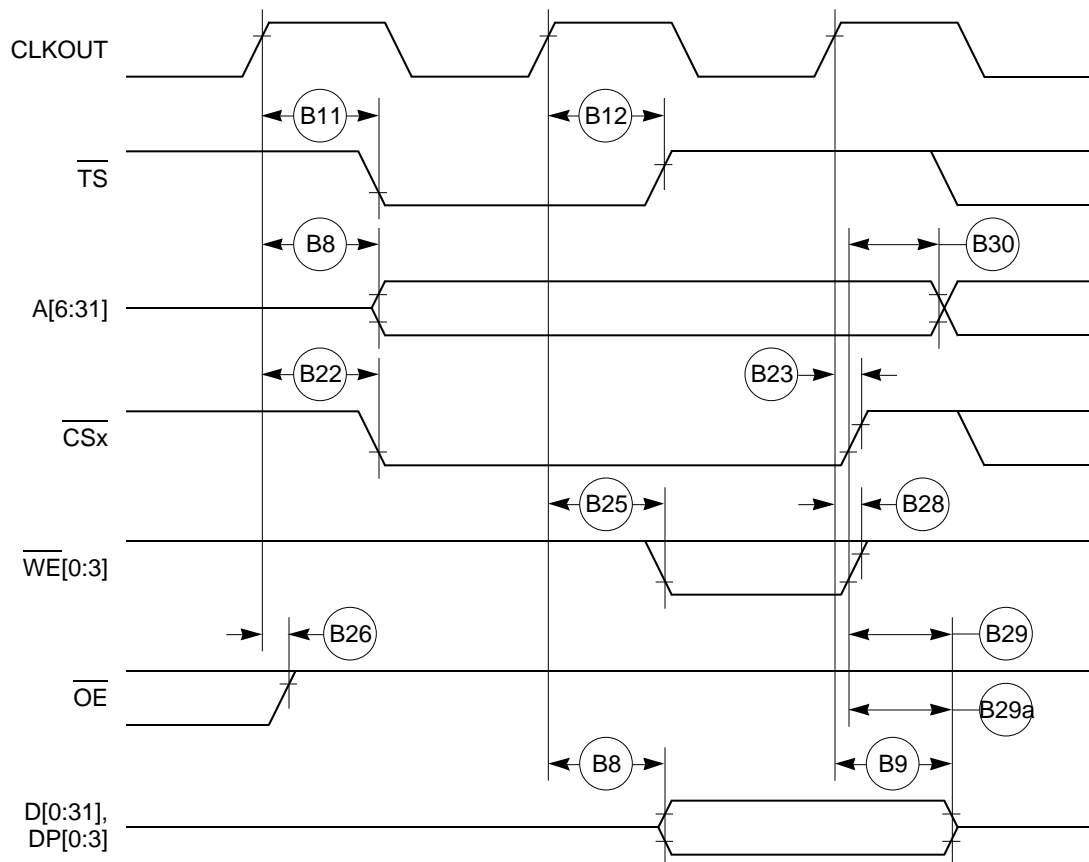 CLKOUT
B11
B12
TS
B8
B30
A[6:31]
B22
B23
CSx
B25
B28
WE[0:3]
B26
B29
OE
B29a
B8
B9
D[0:31],
DP[0:3]